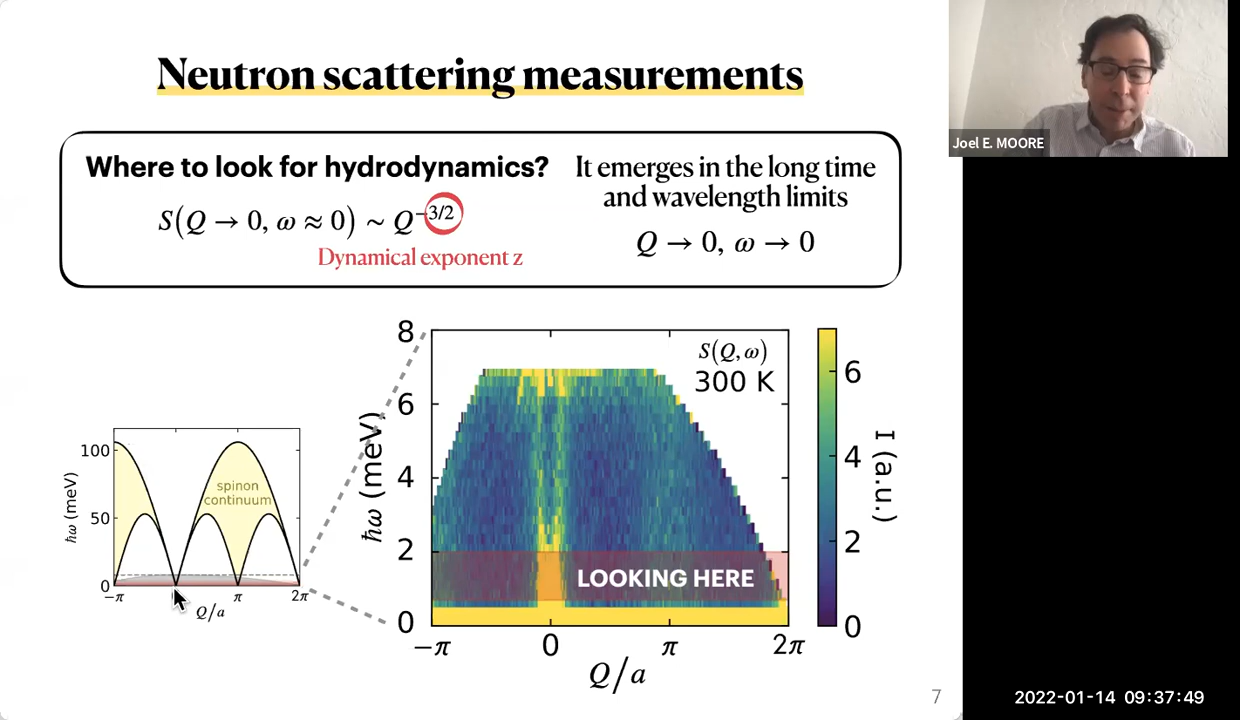 Neutron scattering measurements
Where to look for hydrodynamics?
S(Q → 0, ω ≈ 0) ~ Q^{-3/2}
Dynamical exponent z
It emerges in the long time
and wavelength limits
Q → 0, ω → 0
100
50
0
ħω (meV)
spinon
continuum
−π
π
2π
Q/a
8
6
4
2
0
ħω (meV)
S(Q, ω)
300 K
LOOKING HERE
−π
0
π
2π
Q/a
6
4
2
0
I (a.u.)
7
Joel E. MOORE
2022-01-14 09:37:49